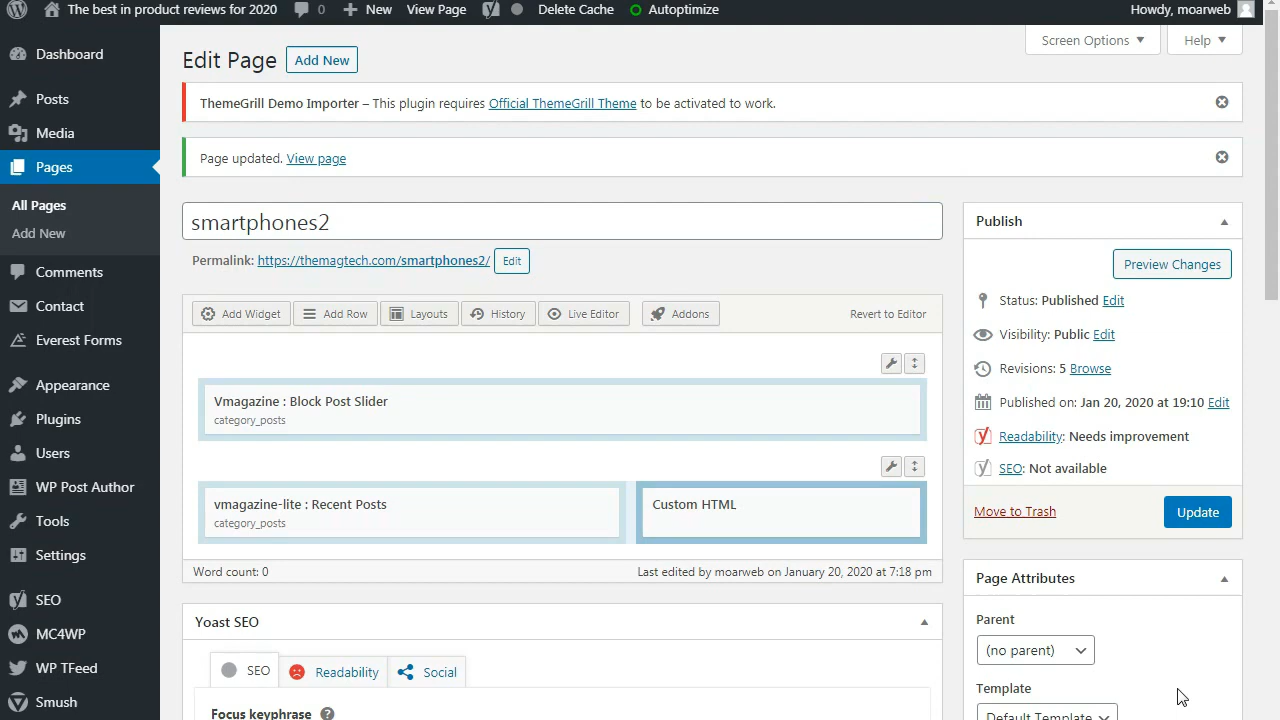 The best in product reviews for 2020 0 New View Page Delete Cache Autoptimize Howdy, moarweb
Dashboard
Posts
Media
Pages
All Pages
Add New
Comments
Contact
Everest Forms
Appearance
Plugins
Users
WP Post Author
Tools
Settings
SEO
MC4WP
WP TFeed
Smush
Screen Options Help
Edit Page Add New
ThemeGrill Demo Importer – This plugin requires Official ThemeGrill Theme to be activated to work.
Page updated. View page
smartphones2
Permalink: https://themagtech.com/smartphones2/ Edit
Add Widget Add Row Layouts History Live Editor Addons Revert to Editor
Vmagazine : Block Post Slider
category_posts
vmagazine-lite : Recent Posts
category_posts
Custom HTML
Word count: 0 Last edited by moarweb on January 20, 2020 at 7:18 pm
Yoast SEO
SEO Readability Social
Focus keyphrase ?
Publish
Preview Changes
Status: Published Edit
Visibility: Public Edit
Revisions: 5 Browse
Published on: Jan 20, 2020 at 19:10 Edit
Readability: Needs improvement
SEO: Not available
Move to Trash Update
Page Attributes
Parent
(no parent)
Template
Default Template